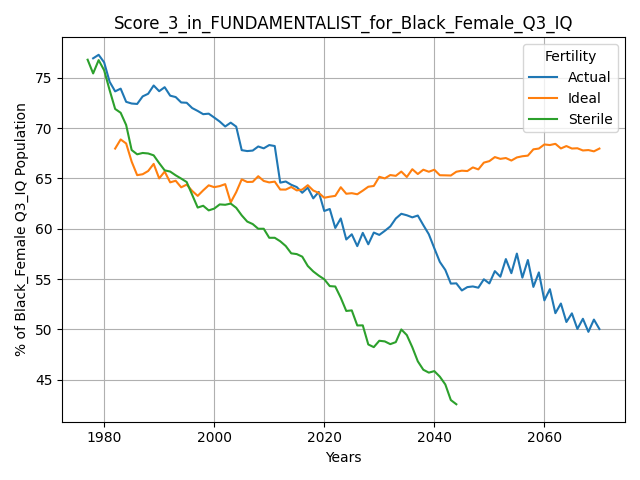 Score_3_in_FUNDAMENTALIST_for_Black_Female_Q3_IQ
Fertility
Actual
Ideal
Sterile
% of Black_Female Q3_IQ Population
75
70
65
60
55
50
45
1980
2000
2020
2040
2060
Years